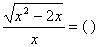 √(x² − 2x) / x = ( )